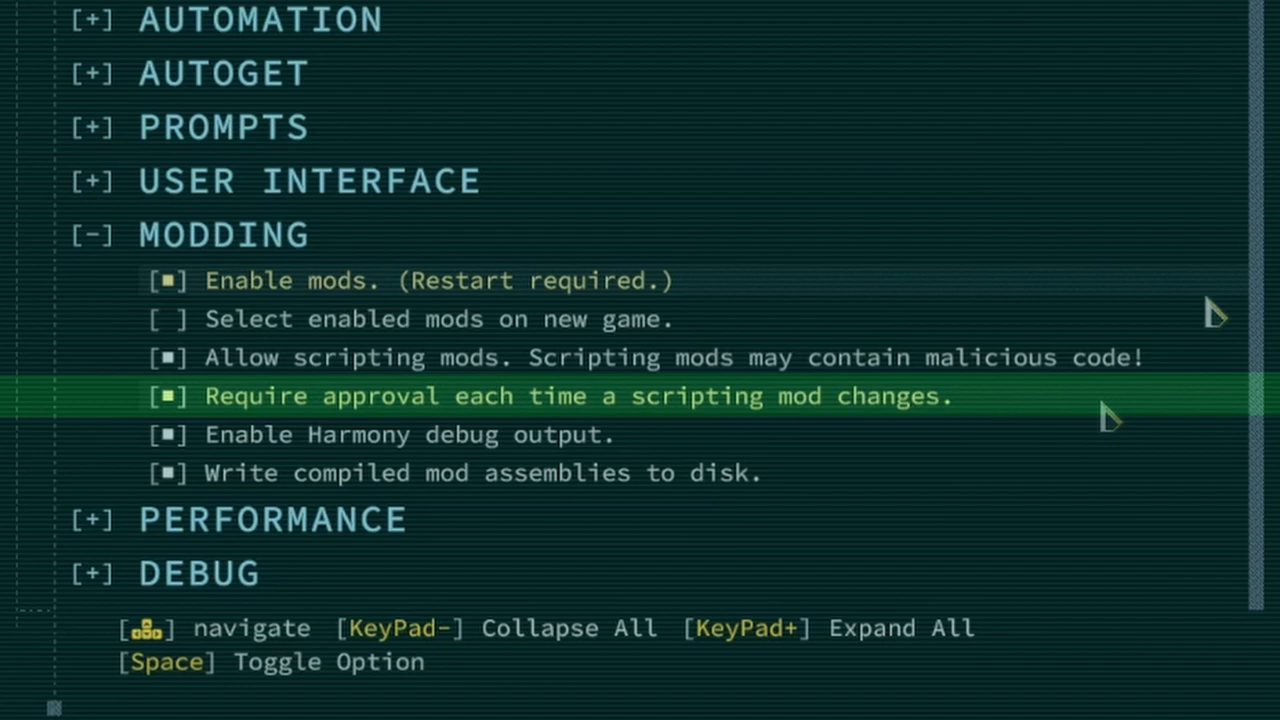 [+] AUTOMATION
[+] AUTOGET
[+] PROMPTS
[+] USER INTERFACE
[-] MODDING
[■] Enable mods. (Restart required.)
[ ] Select enabled mods on new game.
[■] Allow scripting mods. Scripting mods may contain malicious code!
[■] Require approval each time a scripting mod changes.
[■] Enable Harmony debug output.
[■] Write compiled mod assemblies to disk.
[+] PERFORMANCE
[+] DEBUG
[] navigate [KeyPad-] Collapse All [KeyPad+] Expand All
[Space] Toggle Option